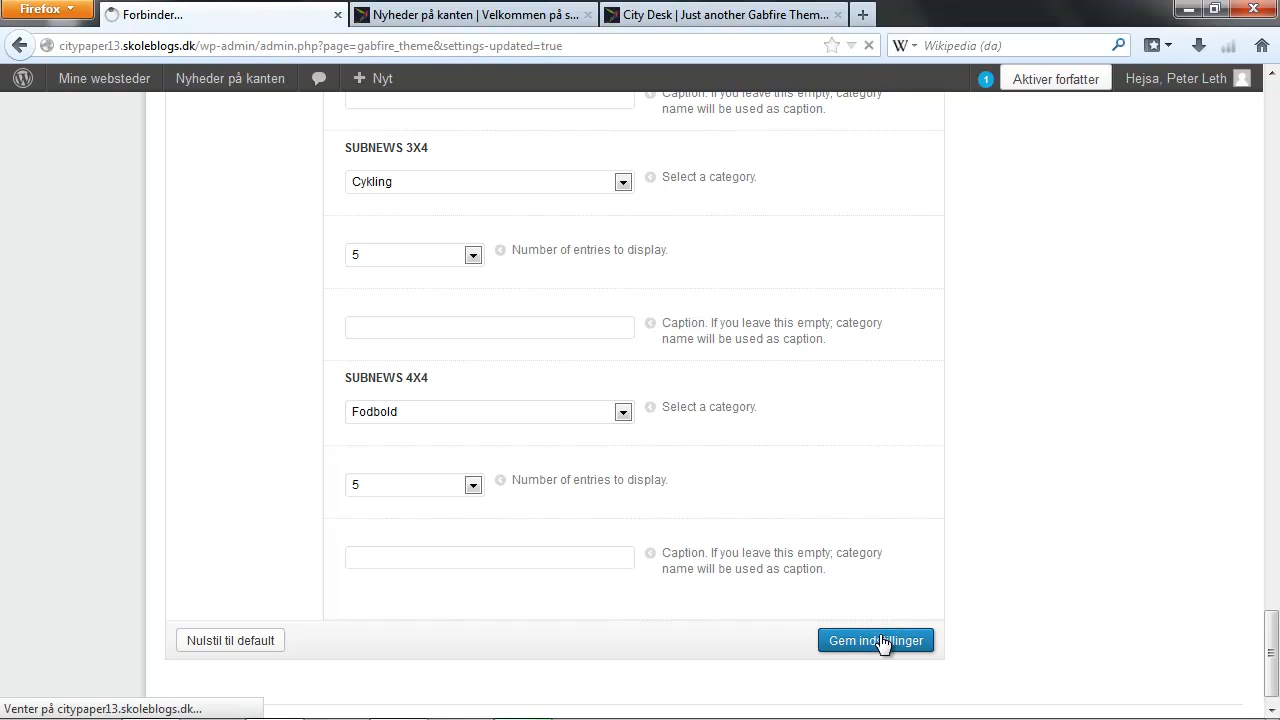 Firefox
Forbinder...
Nyheder på kanten | Velkommen på s...
City Desk | Just another Gabfire Them...
citypaper13.skoleblogs.dk/wp-admin/admin.php?page=gabfire_theme&settings-updated=true
Wikipedia (da)
Mine websteder
Nyheder på kanten
Nyt
1
Aktiver forfatter
Hejsa, Peter Leth
Caption. If you leave this empty; category
name will be used as caption.
SUBNEWS 3X4
Cykling
Select a category.
5
Number of entries to display.
Caption. If you leave this empty; category
name will be used as caption.
SUBNEWS 4X4
Fodbold
Select a category.
5
Number of entries to display.
Caption. If you leave this empty; category
name will be used as caption.
Nulstil til default
Gem indstillinger
Venter på citypaper13.skoleblogs.dk...